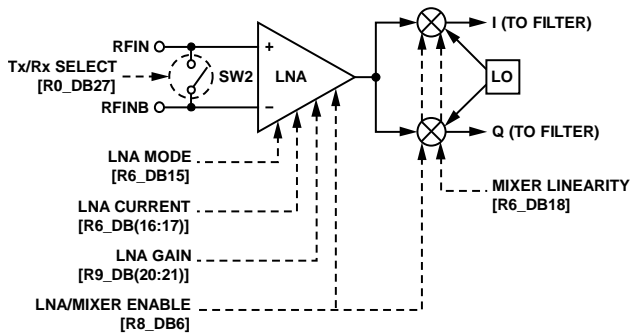 RFIN
I (TO FILTER)
Tx/Rx SELECT
[R0_DB27]
+
SW2
LNA
LO
RFINB
–
Q (TO FILTER)
LNA MODE
[R6_DB15]
MIXER LINEARITY
[R6_DB18]
LNA CURRENT
[R6_DB(16:17)]
LNA GAIN
[R9_DB(20:21)]
LNA/MIXER ENABLE
[R8_DB6]